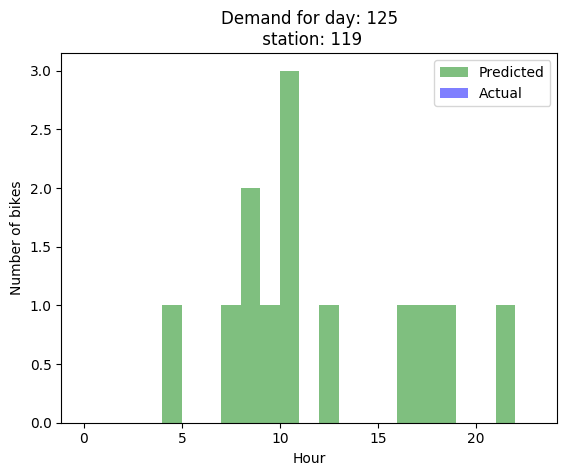 Demand for day: 125
station: 119
3.0
2.5
2.0
1.5
1.0
0.5
0.0
Number of bikes
Predicted
Actual
0 5 10 15 20
Hour